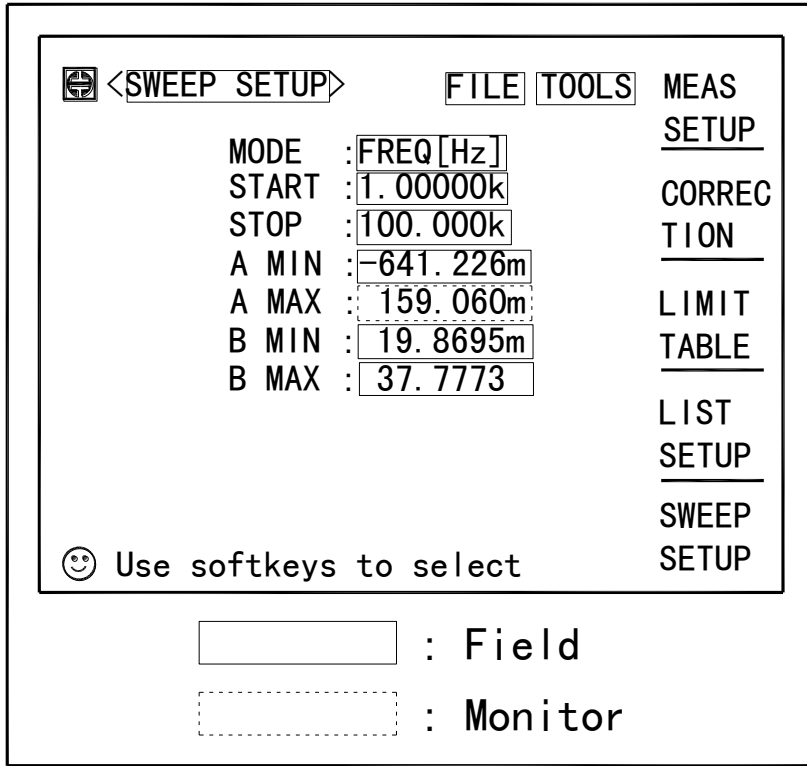 <SWEEP SETUP> FILE TOOLS
MODE :FREQ[Hz]
START :1.00000k
STOP :100.000k
A MIN :-641.226m
A MAX : 159.060m
B MIN : 19.8695m
B MAX : 37.7773
MEAS
SETUP
CORREC
TION
LIMIT
TABLE
LIST
SETUP
SWEEP
SETUP
Use softkeys to select
: Field
: Monitor